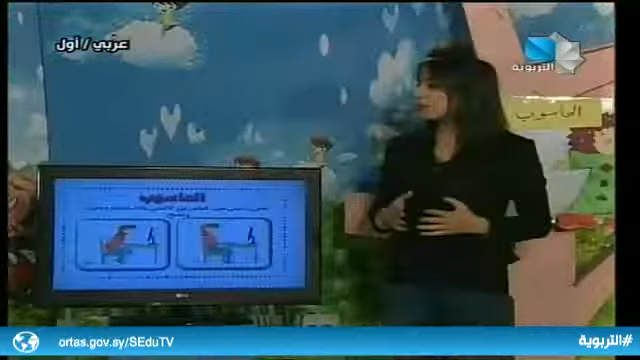 عربي / أول
التربوية
الحاسوب
الحاسوب
ortas.gov.sy/SEduTV
#التربوية